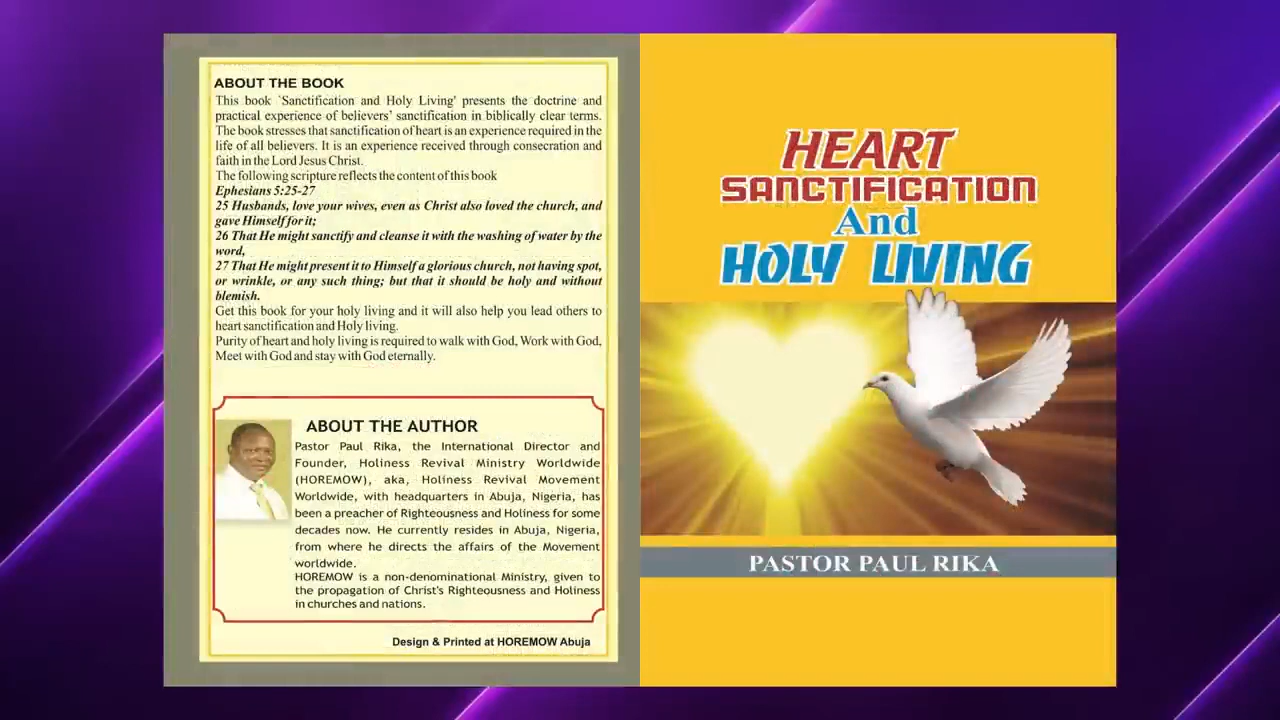 ABOUT THE BOOK
This book `Sanctification and Holy Living' presents the doctrine and
practical experience of believers’ sanctification in biblically clear terms.
The book stresses that sanctification of heart is an experience required in the
life of all believers. It is an experience received through consecration and
faith in the Lord Jesus Christ.
The following scripture reflects the content of this book
Ephesians 5:25-27
25 Husbands, love your wives, even as Christ also loved the church, and
gave Himself for it;
26 That He might sanctify and cleanse it with the washing of water by the
word,
27 That He might present it to Himself a glorious church, not having spot,
or wrinkle, or any such thing; but that it should be holy and without
blemish.
Get this book for your holy living and it will also help you lead others to
heart sanctification and Holy living.
Purity of heart and holy living is required to walk with God, Work with God,
Meet with God and stay with God eternally.
ABOUT THE AUTHOR
Pastor Paul Rika, the International Director and
Founder, Holiness Revival Ministry Worldwide
(HOREMOW), aka, Holiness Revival Movement
Worldwide, with headquarters in Abuja, Nigeria, has
been a preacher of Righteousness and Holiness for some
decades now. He currently resides in Abuja, Nigeria,
from where he directs the affairs of the Movement
worldwide.
HOREMOW is a non-denominational Ministry, given to
the propagation of Christ's Righteousness and Holiness
in churches and nations.
Design & Printed at HOREMOW Abuja
HEART
SANCTIFICATION
And
HOLY LIVING
PASTOR PAUL RIKA